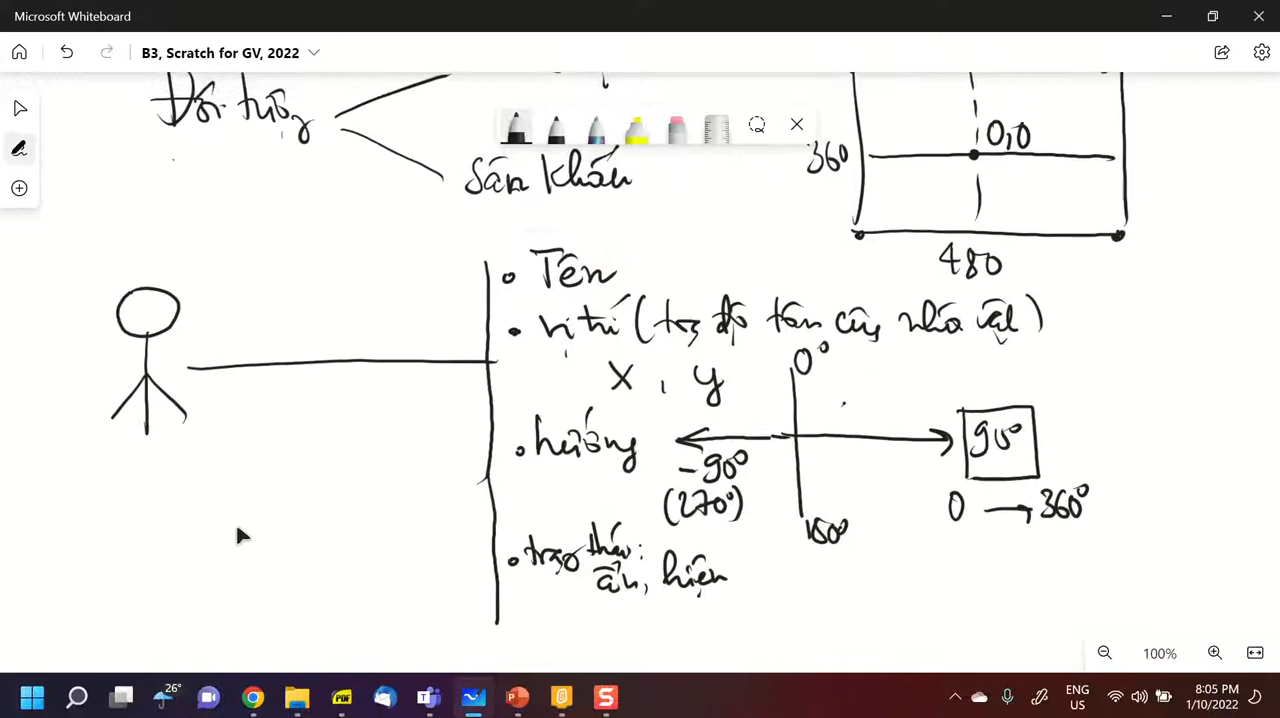 Microsoft Whiteboard
B3, Scratch for GV, 2022
Đối tượng
Sân khấu
360
0,0
480
• Tên
• Vị trí (toạ độ tâm của nhân vật)
X, y
0°
• hướng
-90°
(270°)
90°
0 → 360°
180°
• trạng thái:
ẩn, hiện
100%
26°
ENG
US
8:05 PM
1/10/2022